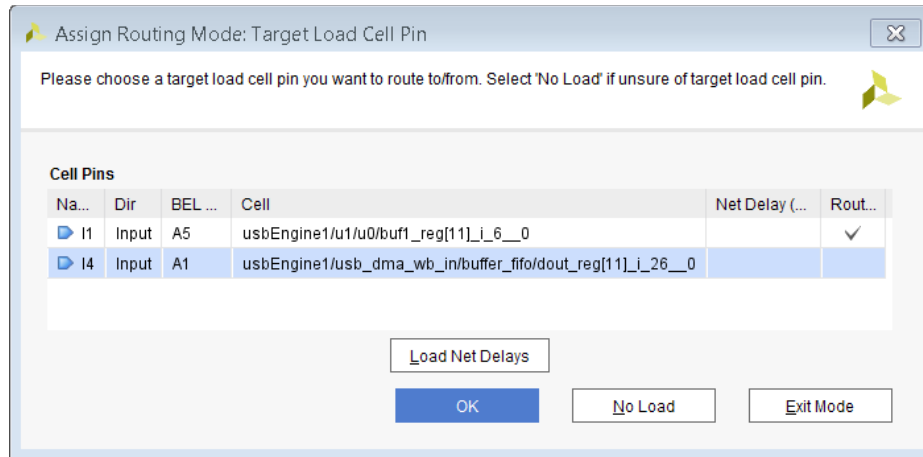 Assign Routing Mode: Target Load Cell Pin
Please choose a target load cell pin you want to route to/from. Select 'No Load' if unsure of target load cell pin.
Cell Pins
Na... Dir BEL ... Cell Net Delay (... Rout...
I1 Input A5 usbEngine1/u1/u0/buf1_reg[11]_i_6__0
I4 Input A1 usbEngine1/usb_dma_wb_in/buffer_fifo/dout_reg[11]_i_26__0
Load Net Delays
OK No Load Exit Mode